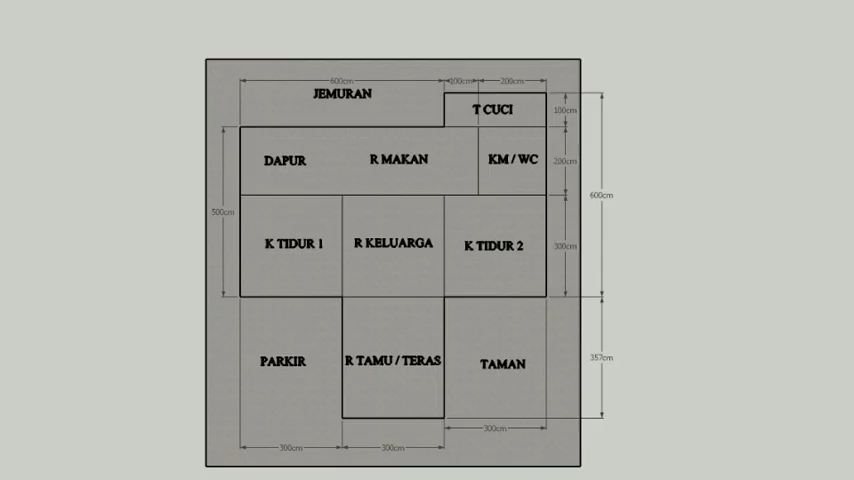 600cm 100cm 200cm
JEMURAN
T CUCI 100cm
DAPUR R MAKAN KM / WC 200cm
600cm
500cm
K TIDUR 1 R KELUARGA K TIDUR 2 300cm
357cm
PARKIR R TAMU / TERAS TAMAN
300cm
300cm 300cm